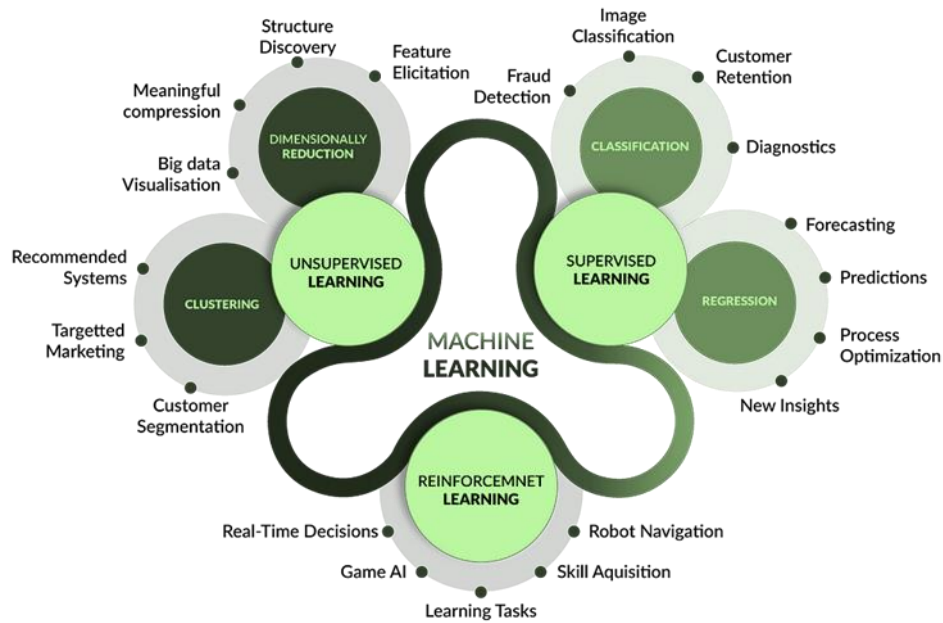 Structure
Discovery
Feature
Elicitation
Meaningful
compression
Big data
Visualisation
DIMENSIONALLY
REDUCTION
UNSUPERVISED
LEARNING
Recommended
Systems
Targetted
Marketing
Customer
Segmentation
CLUSTERING
Image
Classification
Fraud
Detection
Customer
Retention
Diagnostics
CLASSIFICATION
SUPERVISED
LEARNING
Forecasting
Predictions
Process
Optimization
New Insights
REGRESSION
MACHINE
LEARNING
REINFORCEMNET
LEARNING
Real-Time Decisions
Game AI
Learning Tasks
Skill Aquisition
Robot Navigation